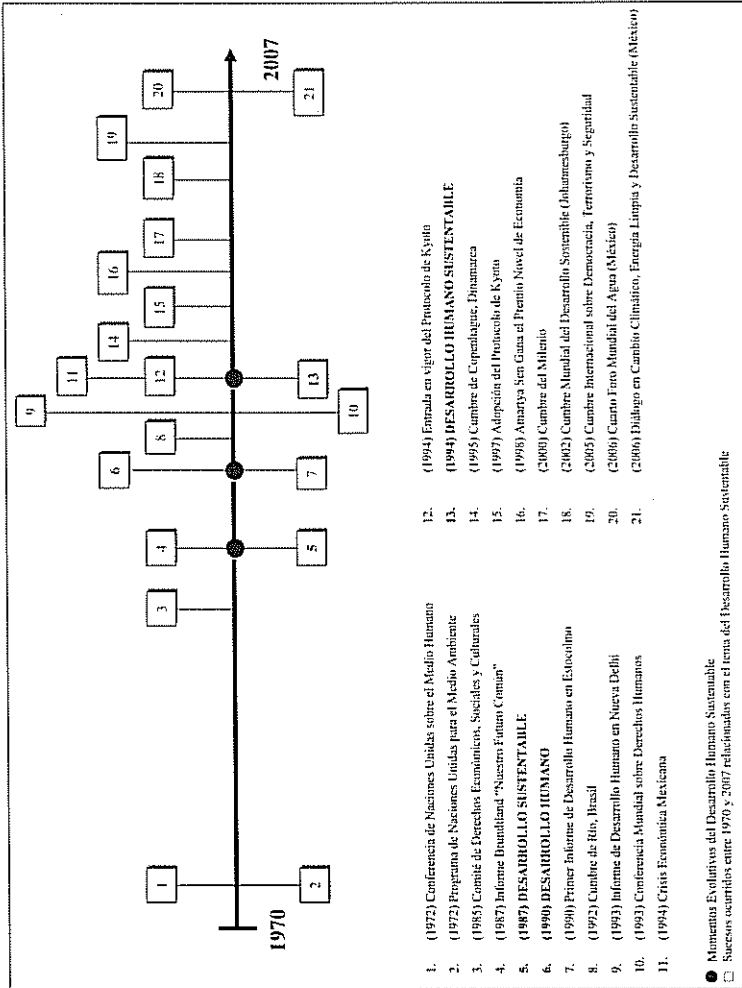 1970
2007
1
2
3
4
5
6
7
8
9
10
11
12
13
14
15
16
17
18
19
20
21
1. (1972) Conferencia de Naciones Unidas sobre el Medio Humano
2. (1972) Programa de Naciones Unidas para el Medio Ambiente
3. (1985) Comité de Derechos Económicos, Sociales y Culturales
4. (1987) Informe Brundtland "Nuestro Futuro Común"
5. (1987) DESARROLLO SUSTENTABLE
6. (1990) DESARROLLO HUMANO
7. (1990) Primer Informe de Desarrollo Humano en Estocolmo
8. (1992) Cumbre de Río, Brasil
9. (1993) Informe de Desarrollo Humano en Nueva Delhi
10. (1993) Conferencia Mundial sobre Derechos Humanos
11. (1994) Crisis Económica Mexicana
12. (1994) Entrada en vigor del Protocolo de Kyoto
13. (1994) DESARROLLO HUMANO SUSTENTABLE
14. (1995) Cumbre de Copenhague, Dinamarca
15. (1997) Adopción del Protocolo de Kyoto
16. (1998) Amartya Sen Gana el Premio Novel de Economía
17. (2000) Cumbre del Milenio
18. (2002) Cumbre Mundial del Desarrollo Sostenible (Johannesburgo)
19. (2005) Cumbre Internacional sobre Democracia, Terrorismo y Seguridad
20. (2006) Cuarto Foro Mundial del Agua (México)
21. (2006) Diálogo en Cambio Climático, Energía Limpia y Desarrollo Sustentable (México)
Momentos Evolutivos del Desarrollo Humano Sustentable
Sucesos ocurridos entre 1970 y 2007 relacionados con el tema del Desarrollo Humano Sustentable